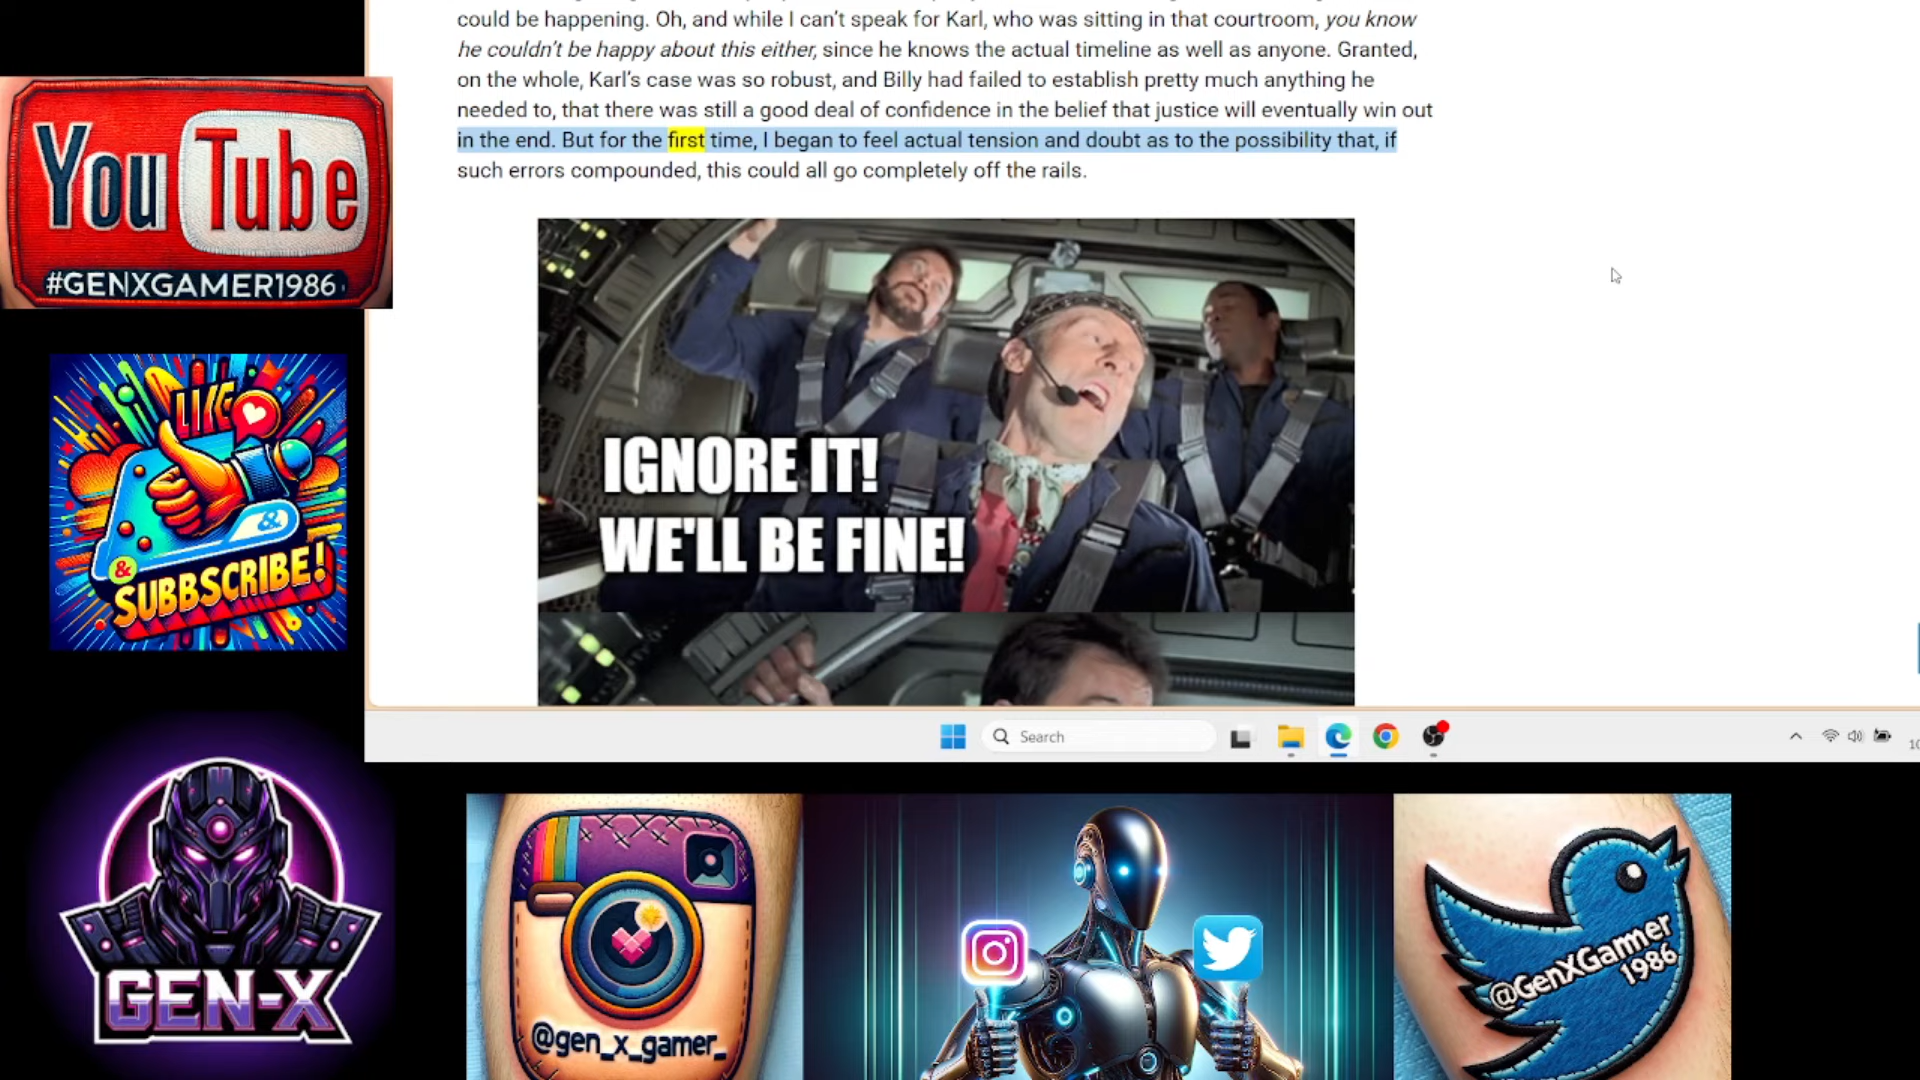 could be happening. Oh, and while I can't speak for Karl, who was sitting in that courtroom, you know
he couldn't be happy about this either, since he knows the actual timeline as well as anyone. Granted,
on the whole, Karl's case was so robust, and Billy had failed to establish pretty much anything he
needed to, that there was still a good deal of confidence in the belief that justice will eventually win out
in the end. But for the first time, I began to feel actual tension and doubt as to the possibility that, if
such errors compounded, this could all go completely off the rails.
You Tube
#GENXGAMER1986
IGNORE IT!
WE'LL BE FINE!
LIKE
&
& SUBBSCRIBE!
Search
10
GEN-X
@gen_x_gamer_
@GenXGamer
1986